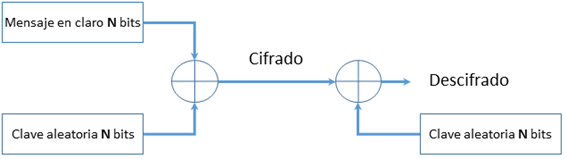 Mensaje en claro N bits
Cifrado
Descifrado
Clave aleatoria N bits
Clave aleatoria N bits